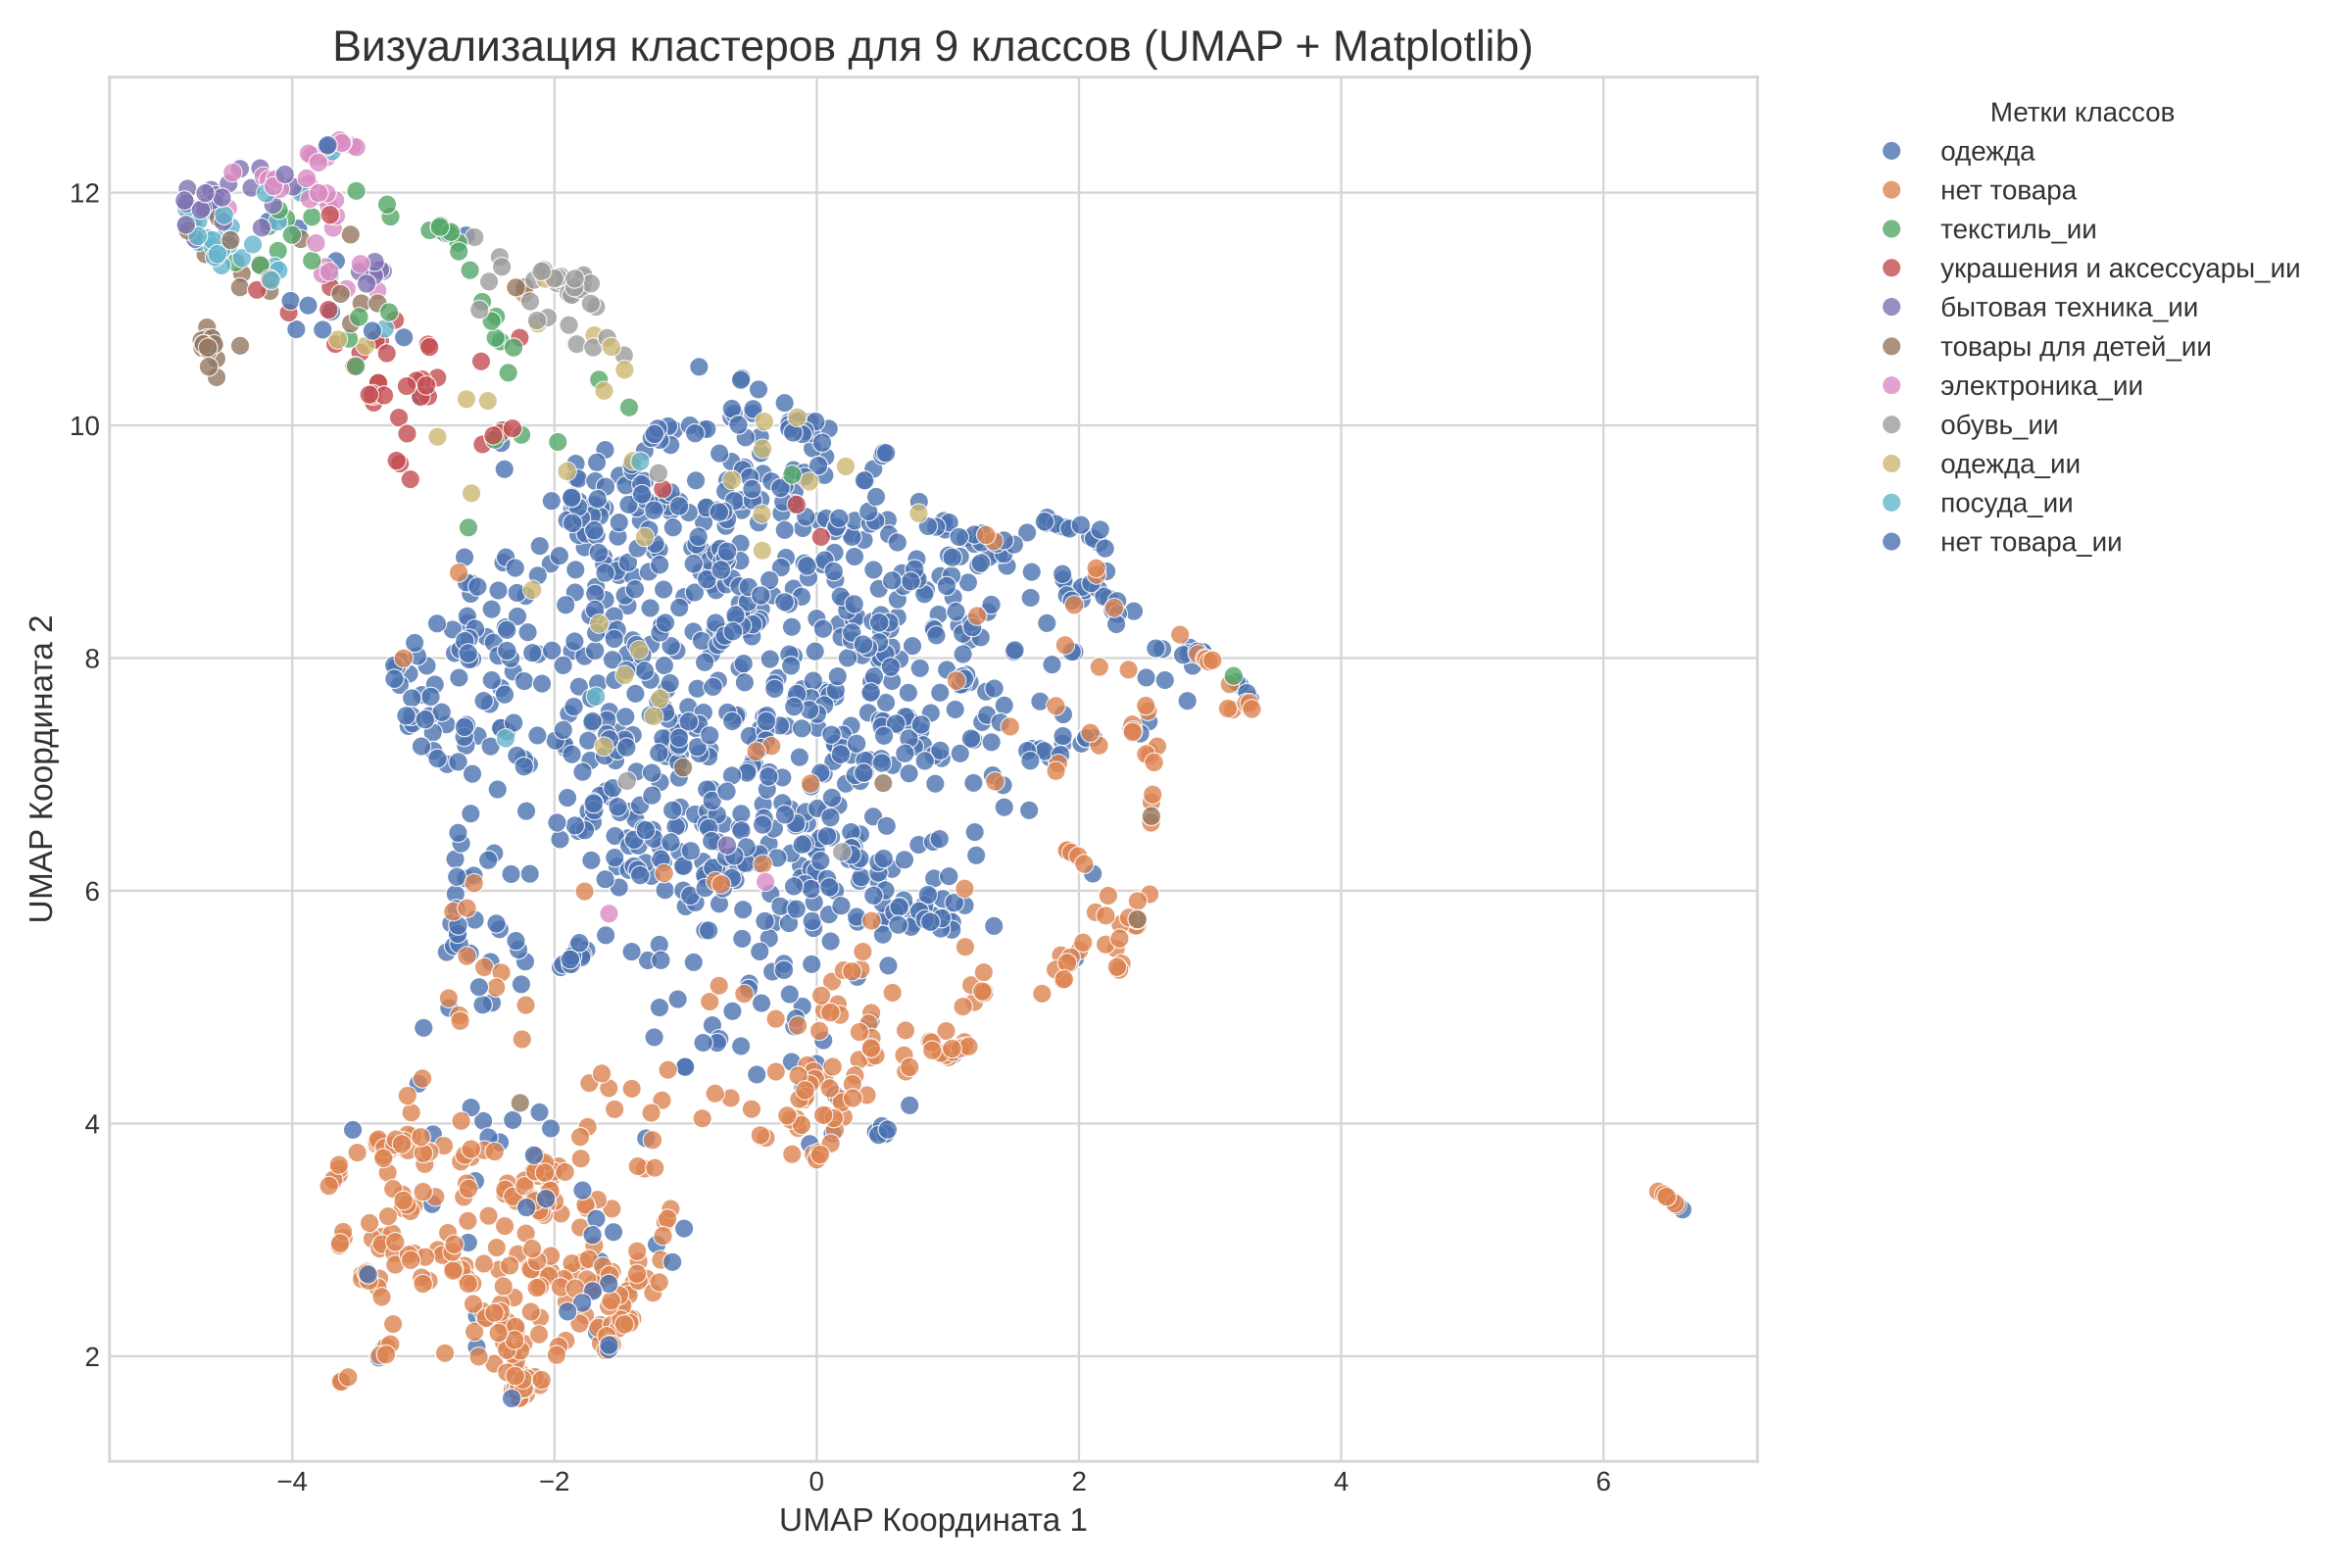 Визуализация кластеров для 9 классов (UMAP + Matplotlib)
Метки классов
одежда
нет товара
текстиль_ии
украшения и аксессуары_ии
бытовая техника_ии
товары для детей_ии
электроника_ии
обувь_ии
одежда_ии
посуда_ии
нет товара_ии
UMAP Координата 2
12
10
8
6
4
2
−4 −2 0 2 4 6
UMAP Координата 1